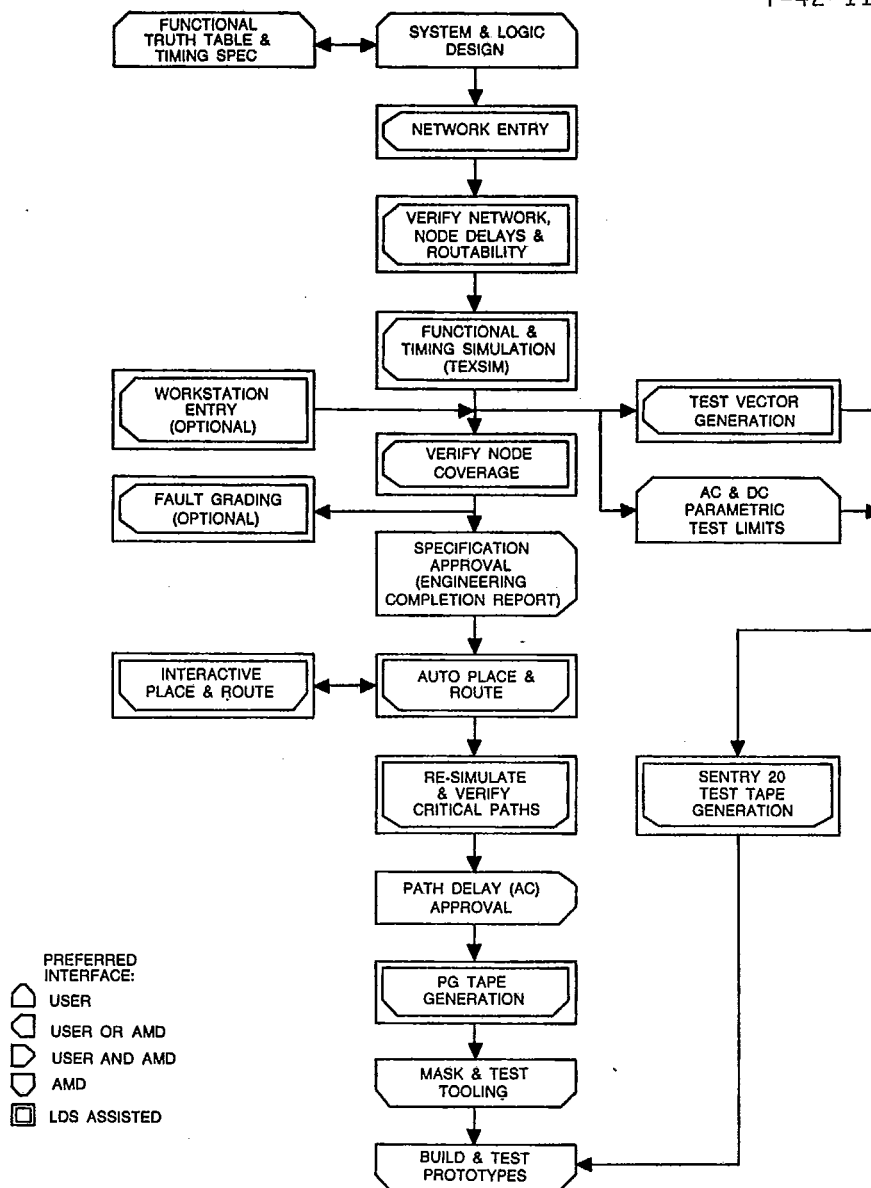 FUNCTIONAL
TRUTH TABLE &
TIMING SPEC
SYSTEM & LOGIC
DESIGN
NETWORK ENTRY
VERIFY NETWORK,
NODE DELAYS &
ROUTABILITY
FUNCTIONAL &
TIMING SIMULATION
(TEXSIM)
WORKSTATION
ENTRY
(OPTIONAL)
TEST VECTOR
GENERATION
VERIFY NODE
COVERAGE
FAULT GRADING
(OPTIONAL)
AC & DC
PARAMETRIC
TEST LIMITS
SPECIFICATION
APPROVAL
(ENGINEERING
COMPLETION REPORT)
INTERACTIVE
PLACE & ROUTE
AUTO PLACE &
ROUTE
RE-SIMULATE
& VERIFY
CRITICAL PATHS
SENTRY 20
TEST TAPE
GENERATION
PATH DELAY (AC)
APPROVAL
PG TAPE
GENERATION
MASK & TEST
TOOLING
BUILD & TEST
PROTOTYPES
PREFERRED
INTERFACE:
USER
USER OR AMD
USER AND AMD
AMD
LDS ASSISTED